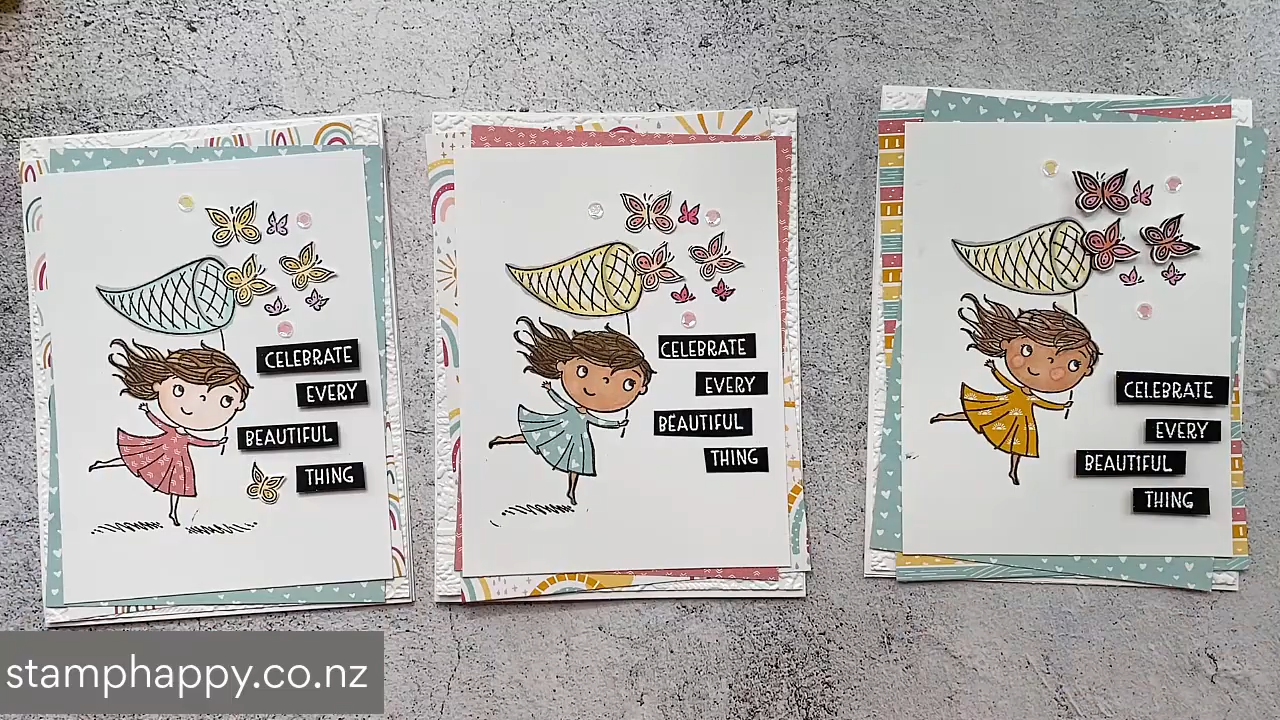 CELEBRATE
EVERY
BEAUTIFUL
THING
CELEBRATE
EVERY
BEAUTIFUL
THING
CELEBRATE
EVERY
BEAUTIFUL
THING
stamphappy.co.nz